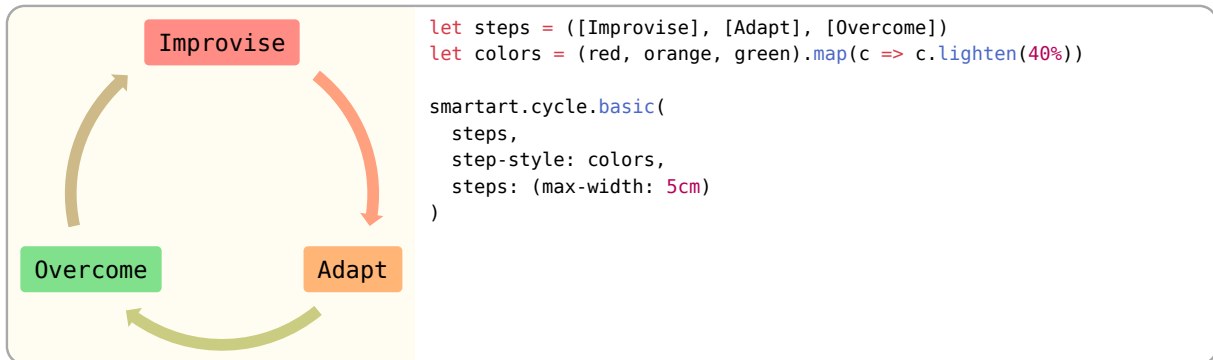 Improvise
Overcome
Adapt
let steps = ([Improvise], [Adapt], [Overcome])
let colors = (red, orange, green).map(c => c.lighten(40%))
smartart.cycle.basic(
  steps,
  step-style: colors,
  steps: (max-width: 5cm)
)